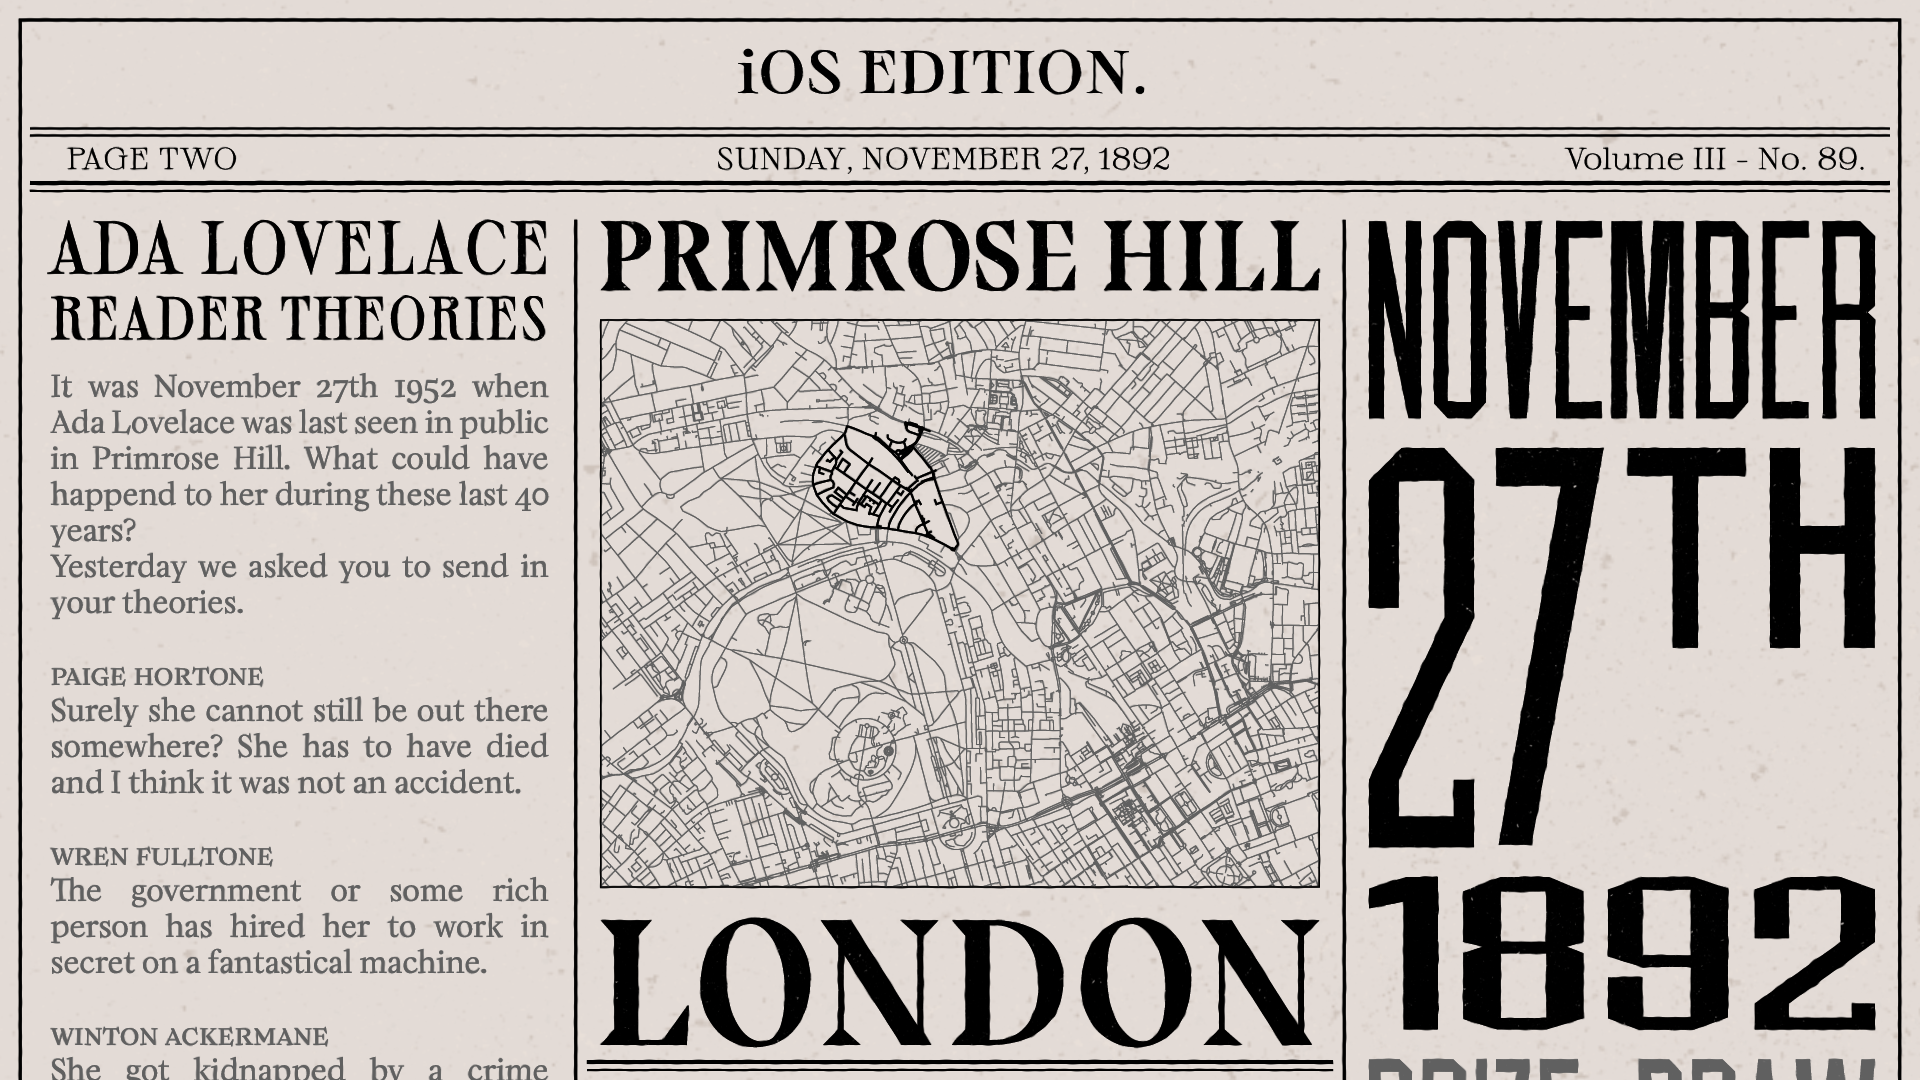 iOS EDITION.
PAGE TWO
SUNDAY, NOVEMBER 27, 1892
Volume III - No. 89.
ADA LOVELACE
READER THEORIES
It was November 27th 1952 when
Ada Lovelace was last seen in public
in Primrose Hill. What could have
happend to her during these last 40
years?
Yesterday we asked you to send in
your theories.
PAIGE HORTONE
Surely she cannot still be out there
somewhere? She has to have died
and I think it was not an accident.
WREN FULLTONE
The government or some rich
person has hired her to work in
secret on a fantastical machine.
WINTON ACKERMANE
She got kidnapped by a crime
PRIMROSE HILL
LONDON
NOVEMBER
27TH
1892
PRIZE DRAW